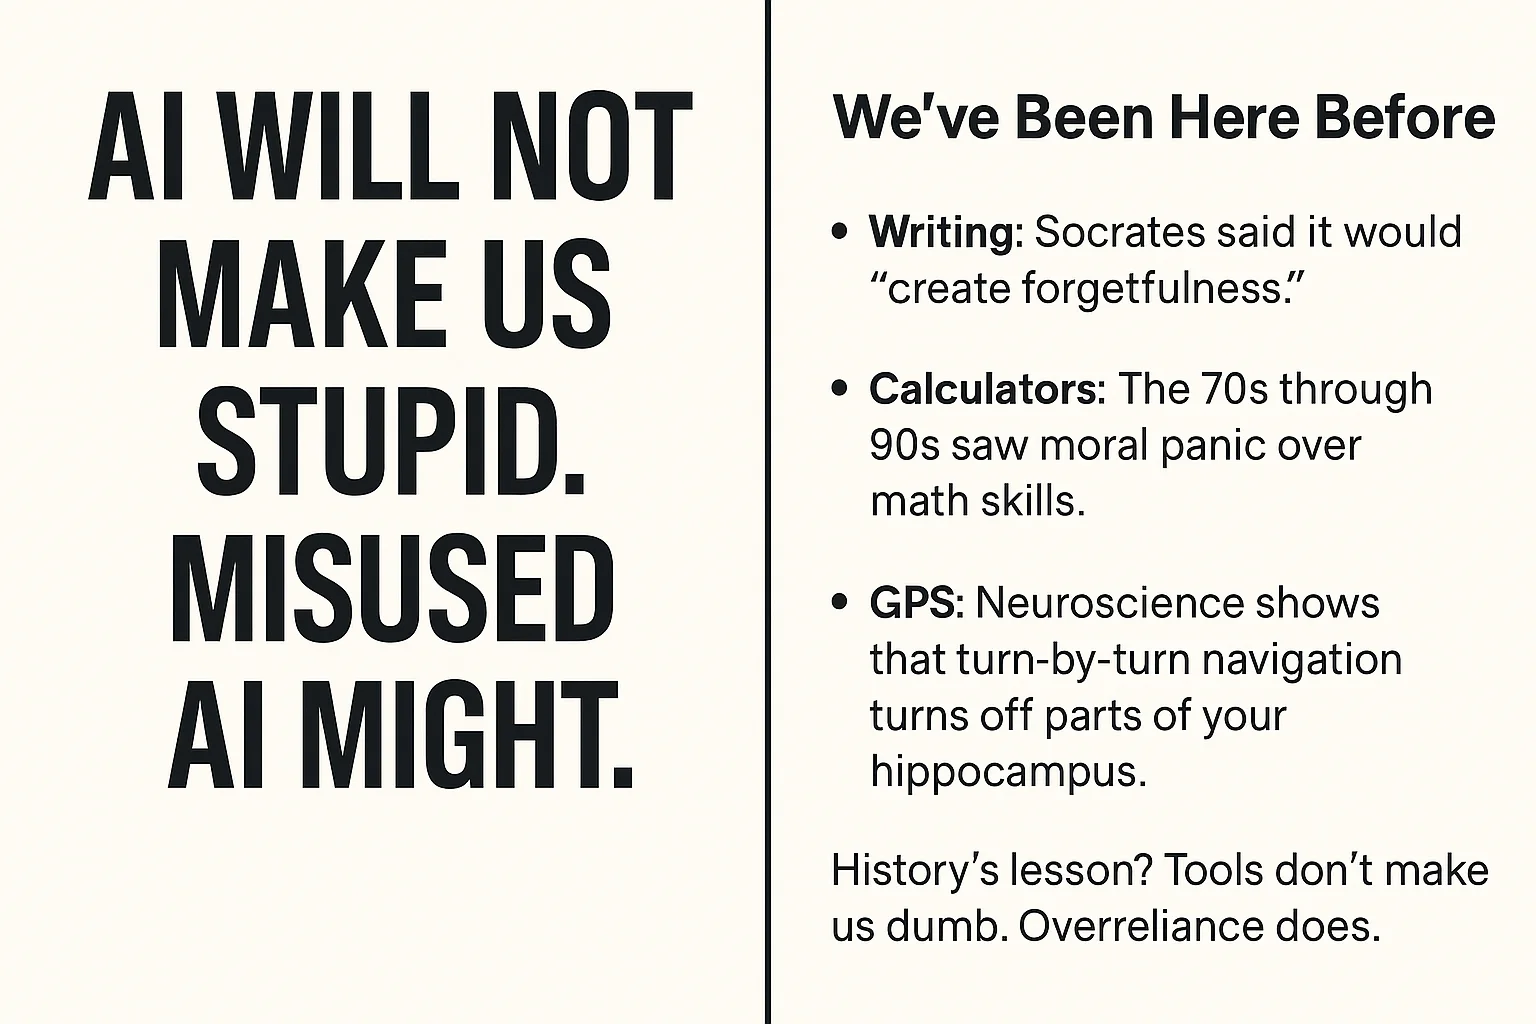 AI WILL NOT
MAKE US
STUPID.
MISUSED
AI MIGHT.
We've Been Here Before
• Writing: Socrates said it would
“create forgetfulness.”
• Calculators: The 70s through
90s saw moral panic over
math skills.
• GPS: Neuroscience shows
that turn-by-turn navigation
turns off parts of your
hippocampus.
History's lesson? Tools don't make
us dumb. Overreliance does.